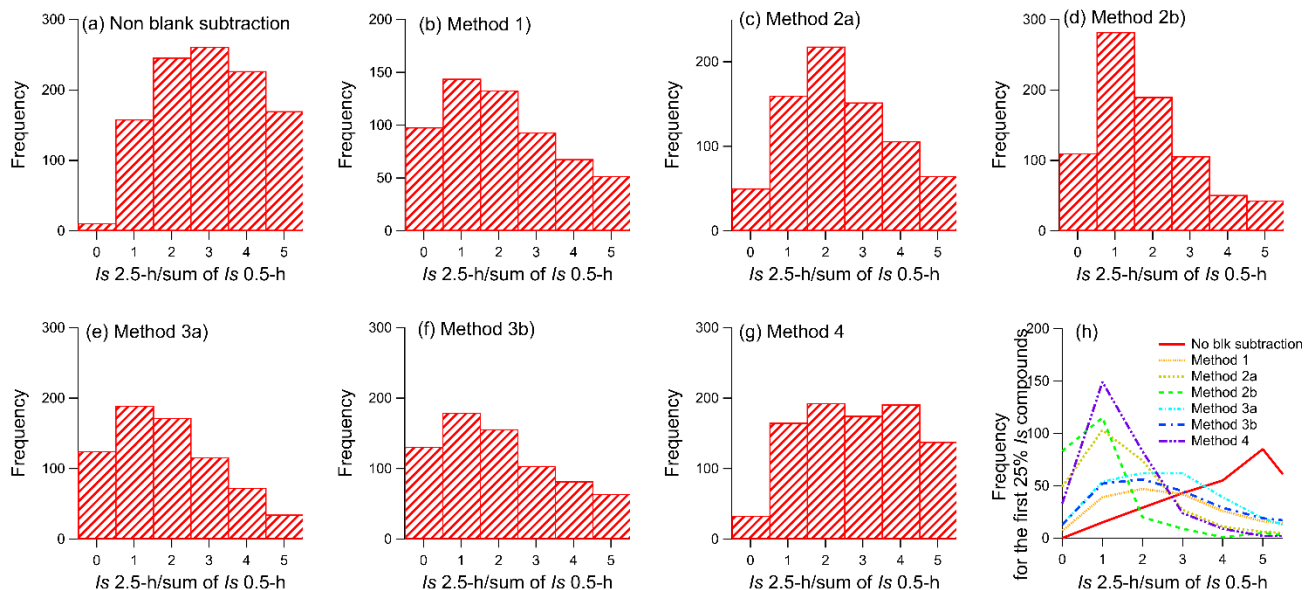 (a) Non blank subtraction
300
200
100
0
Frequency
0 1 2 3 4 5
Is 2.5-h/sum of Is 0.5-h
(b) Method 1)
200
150
100
50
0
Frequency
0 1 2 3 4 5
Is 2.5-h/sum of Is 0.5-h
(c) Method 2a)
200
100
0
Frequency
0 1 2 3 4 5
Is 2.5-h/sum of Is 0.5-h
(d) Method 2b)
300
200
100
0
Frequency
0 1 2 3 4 5
Is 2.5-h/sum of Is 0.5-h
(e) Method 3a)
300
200
100
0
Frequency
0 1 2 3 4 5
Is 2.5-h/sum of Is 0.5-h
(f) Method 3b)
300
200
100
0
Frequency
0 1 2 3 4 5
Is 2.5-h/sum of Is 0.5-h
(g) Method 4
300
200
100
0
Frequency
0 1 2 3 4 5
Is 2.5-h/sum of Is 0.5-h
(h)
200
150
100
50
0
Frequency
for the first 25% Is compounds
No blk subtraction
Method 1
Method 2a
Method 2b
Method 3a
Method 3b
Method 4
0 1 2 3 4 5
Is 2.5-h/sum of Is 0.5-h